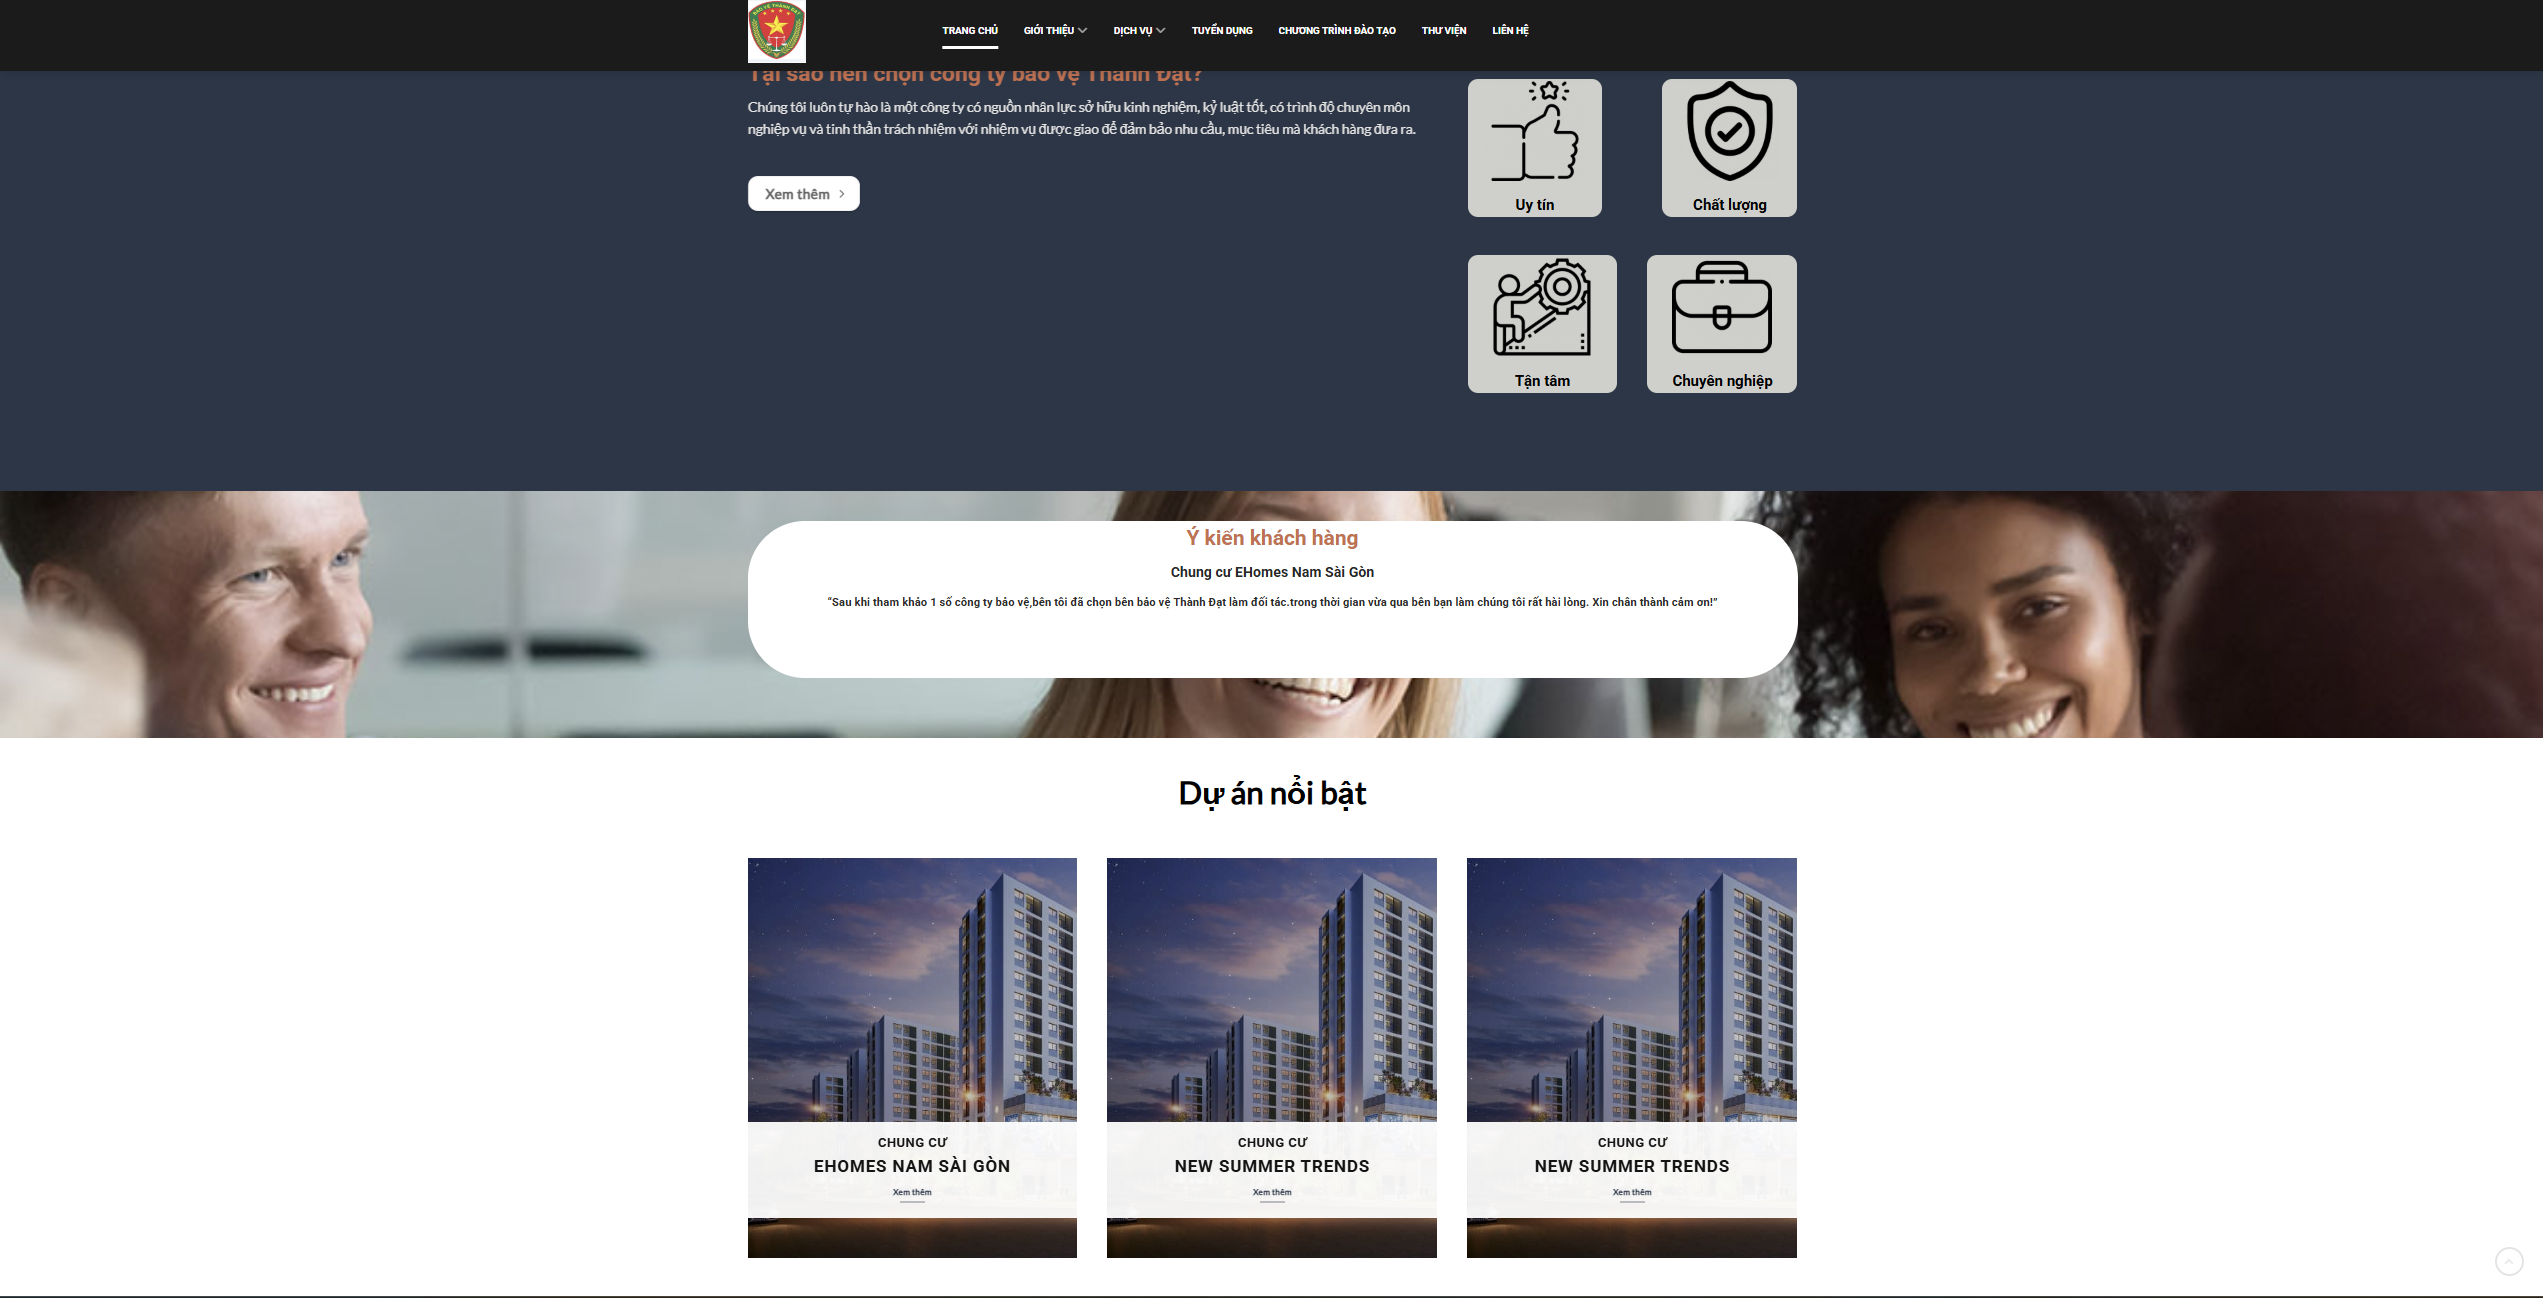 BẢO VỆ THÀNH ĐẠT
TRANG CHỦ
GIỚI THIỆU
DỊCH VỤ
TUYỂN DỤNG
CHƯƠNG TRÌNH ĐÀO TẠO
THƯ VIỆN
LIÊN HỆ
Tại sao nên chọn công ty bảo vệ Thành Đạt?
Chúng tôi luôn tự hào là một công ty có nguồn nhân lực sở hữu kinh nghiệm, kỷ luật tốt, có trình độ chuyên môn
nghiệp vụ và tinh thần trách nhiệm với nhiệm vụ được giao để đảm bảo nhu cầu, mục tiêu mà khách hàng đưa ra.
Xem thêm
Uy tín
Chất lượng
Tận tâm
Chuyên nghiệp
Ý kiến khách hàng
Chung cư EHomes Nam Sài Gòn
“Sau khi tham khảo 1 số công ty bảo vệ,bên tôi đã chọn bên bảo vệ Thành Đạt làm đối tác.trong thời gian vừa qua bên bạn làm chúng tôi rất hài lòng. Xin chân thành cảm ơn!”
Dự án nổi bật
CHUNG CƯ
EHOMES NAM SÀI GÒN
Xem thêm
CHUNG CƯ
NEW SUMMER TRENDS
Xem thêm
CHUNG CƯ
NEW SUMMER TRENDS
Xem thêm